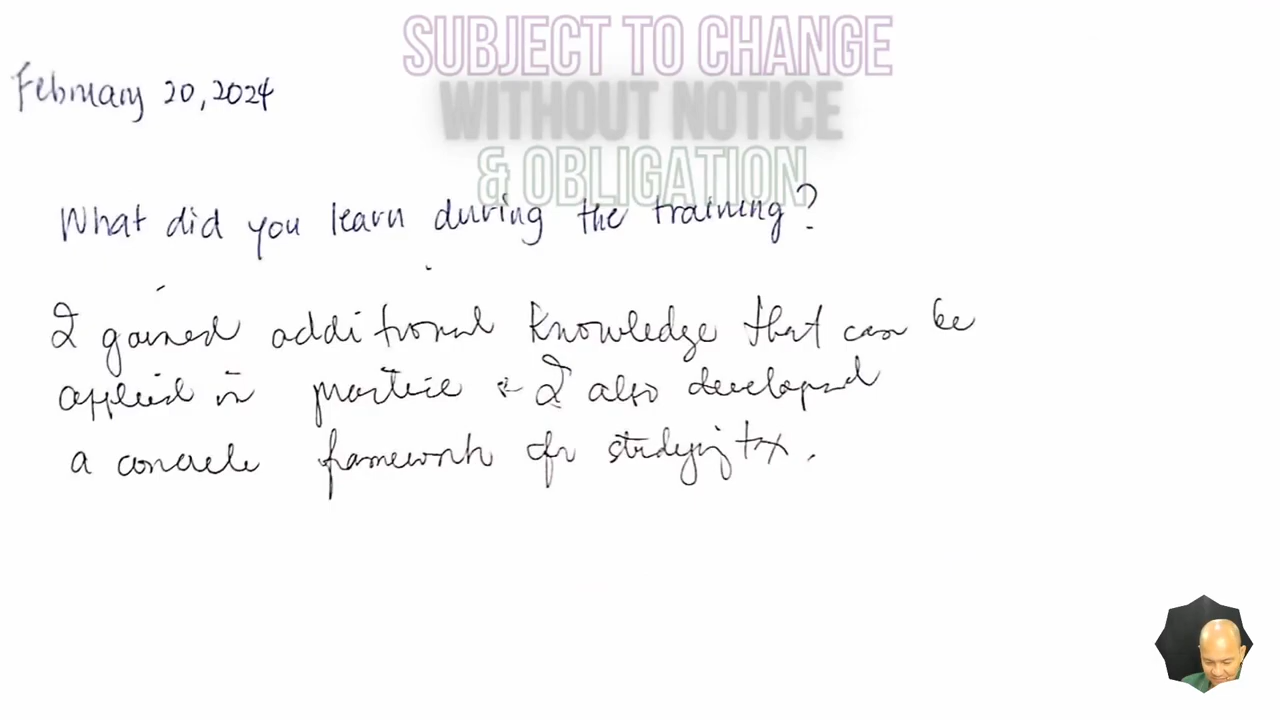 SUBJECT TO CHANGE
WITHOUT NOTICE
& OBLIGATION
February 20, 2024
What did you learn during the training?
I gained additional knowledge that can be
applied in practice & I also developed
a concrete framework for studying tax.